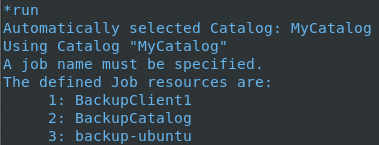 *run
Automatically selected Catalog: MyCatalog
Using Catalog "MyCatalog"
A job name must be specified.
The defined Job resources are:
     1: BackupClient1
     2: BackupCatalog
     3: backup-ubuntu